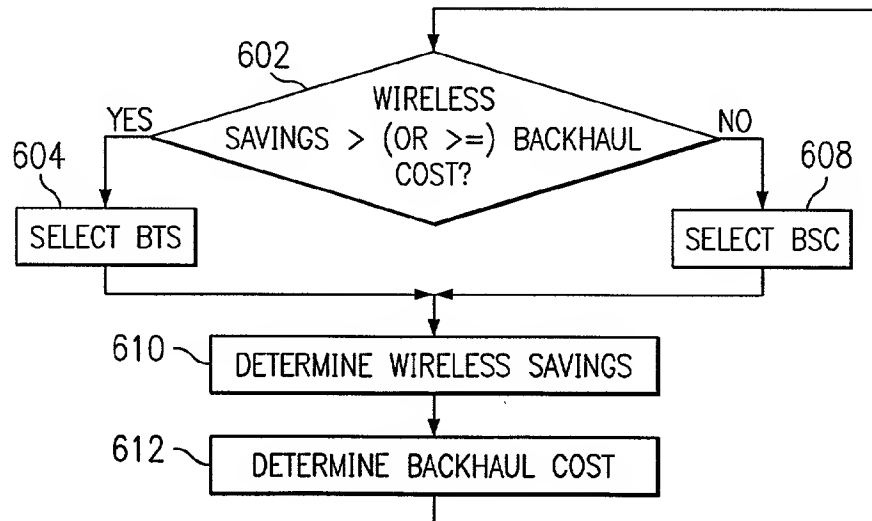 602
WIRELESS
SAVINGS > (OR >=) BACKHAUL
COST?
YES
NO
604
608
SELECT BTS
SELECT BSC
610
DETERMINE WIRELESS SAVINGS
612
DETERMINE BACKHAUL COST